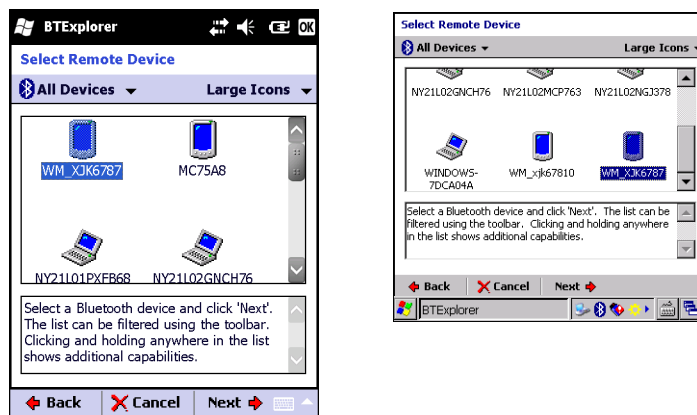 BTExplorer
OK
Select Remote Device
All Devices
Large Icons
WM_XJK6787
MC75A8
NY21L01PXFB68
NY21L02GNCH76
Select a Bluetooth device and click 'Next'.
The list can be filtered using the toolbar.
Clicking and holding anywhere in the list
shows additional capabilities.
Back
Cancel
Next
Select Remote Device
All Devices
Large Icons
NY21L02GNCH76
NY21L02MCP763
NY21L02NGJ378
WINDOWS-
7DCA04A
WM_xjk67810
WM_XJK6787
Select a Bluetooth device and click 'Next'. The list can be
filtered using the toolbar. Clicking and holding anywhere
in the list shows additional capabilities.
Back
Cancel
Next
BTExplorer